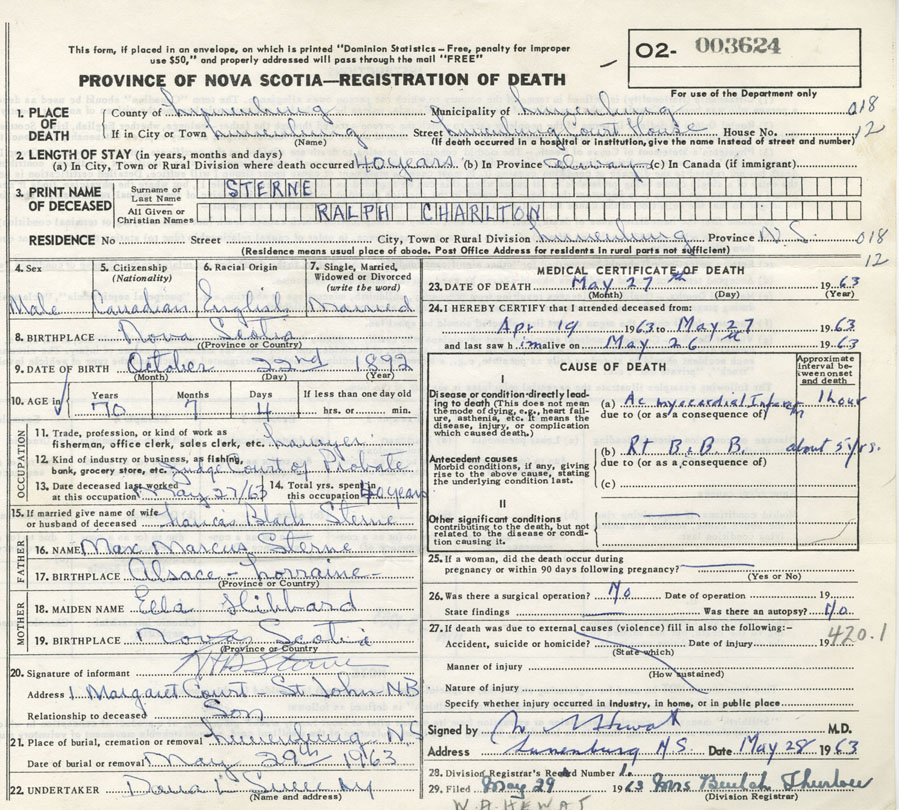 This form, if placed in an envelope, on which is printed "Dominion Statistics—Free, penalty for improper
use $50," and properly addressed will pass through the mail "FREE"
PROVINCE OF NOVA SCOTIA—REGISTRATION OF DEATH
O2- 003624
For use of the Department only
1. PLACE OF DEATH County of Lunenburg Municipality of Lunenburg 018
If in City or Town Lunenburg Street Lunenburg Court House House No. 12
(Name) (If death occurred in a hospital or institution, give the name instead of street and number)
2. LENGTH OF STAY (in years, months and days)
(a) In City, Town or Rural Division where death occurred 40 years (b) In Province always (c) In Canada (if immigrant)
3. PRINT NAME OF DECEASED Surname or Last Name STERNE
All Given or Christian Names RALPH CHARLTON
RESIDENCE No Street City, Town or Rural Division Lunenburg Province N.S. 018
(Residence means usual place of abode. Post Office Address for residents in rural parts not sufficient) 12
4. Sex 5. Citizenship (Nationality) 6. Racial Origin 7. Single, Married, Widowed or Divorced (write the word)
Male Canadian English Married
8. BIRTHPLACE Nova Scotia
(Province or Country)
9. DATE OF BIRTH October 22nd 1892
(Month) (Day) (Year)
10. AGE in Years Months Days If less than one day old
70 7 4 hrs. or min.
OCCUPATION
11. Trade, profession, or kind of work as fisherman, office clerk, sales clerk, etc. Lawyer
12. Kind of industry or business, as fishing, bank, grocery store, etc. Judge Court of Probate
13. Date deceased last worked at this occupation May 27/63 14. Total yrs. spent in this occupation 40 years
15. If married give name of wife or husband of deceased Francis Black Sterne
FATHER
16. NAME Max Marcus Sterne
17. BIRTHPLACE Alsace-Lorraine
(Province or Country)
MOTHER
18. MAIDEN NAME Ella Hibbard
19. BIRTHPLACE Nova Scotia
(Province or Country)
20. Signature of informant Sterne
Address 1 Margaret Court - St John-NB
Relationship to deceased Son
21. Place of burial, cremation or removal Lunenburg NS
Date of burial or removal May 29th 1963
22. UNDERTAKER
(Name and address)
MEDICAL CERTIFICATE OF DEATH
23. DATE OF DEATH May 27th 1963
(Month) (Day) (Year)
24. I HEREBY CERTIFY that I attended deceased from:
Apr 19 1963 to May 27 1963
and last saw him alive on May 26th 1963
CAUSE OF DEATH
Approximate interval between onset and death
I
Disease or condition directly leading to death (This does not mean the mode of dying, e.g., heart failure, asthenia, etc. It means the disease, injury, or complication which caused death.)
(a) Ac myocardial Infarct 1 hour
due to (or as a consequence of)
Antecedent causes
Morbid conditions, if any, giving rise to the above cause, stating the underlying condition last.
(b) Rt B.B.B. about 5 yrs.
due to (or as a consequence of)
(c)
II
Other significant conditions
contributing to the death, but not related to the disease or condition causing it.
25. If a woman, did the death occur during
pregnancy or within 90 days following pregnancy?
(Yes or No)
26. Was there a surgical operation? No Date of operation 19
State findings Was there an autopsy? No
27. If death was due to external causes (violence) fill in also the following:—
Accident, suicide or homicide? Date of injury 19 420.1
(State which)
Manner of injury
(How sustained)
Nature of injury
Specify whether injury occurred in industry, in home, or in public place
Signed by W A Hewat M.D.
Address Lunenburg N S Date May 28 1963
28. Division Registrar's Record Number 1.
29. Filed May 29 1963 Mrs Beulah
(Division Registrar)
W.A. HEWAT